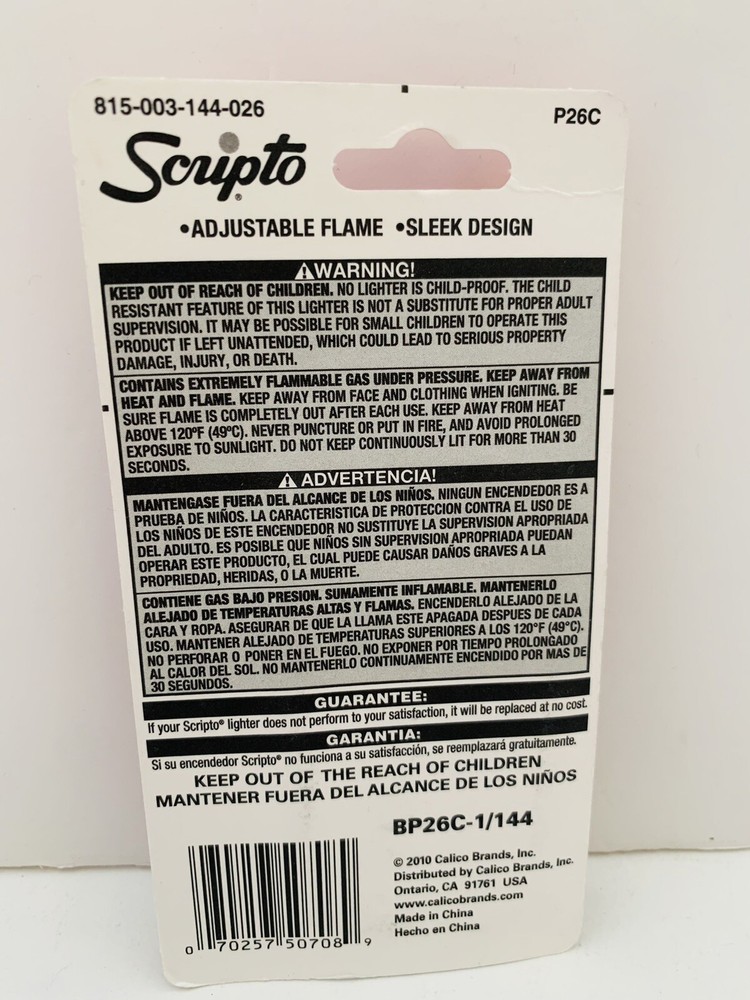 815-003-144-026
P26C
Scripto®
•ADJUSTABLE FLAME •SLEEK DESIGN
⚠WARNING!
KEEP OUT OF REACH OF CHILDREN. NO LIGHTER IS CHILD-PROOF. THE CHILD
RESISTANT FEATURE OF THIS LIGHTER IS NOT A SUBSTITUTE FOR PROPER ADULT
SUPERVISION. IT MAY BE POSSIBLE FOR SMALL CHILDREN TO OPERATE THIS
PRODUCT IF LEFT UNATTENDED, WHICH COULD LEAD TO SERIOUS PROPERTY
DAMAGE, INJURY, OR DEATH.
CONTAINS EXTREMELY FLAMMABLE GAS UNDER PRESSURE. KEEP AWAY FROM
HEAT AND FLAME. KEEP AWAY FROM FACE AND CLOTHING WHEN IGNITING. BE
SURE FLAME IS COMPLETELY OUT AFTER EACH USE. KEEP AWAY FROM HEAT
ABOVE 120ºF (49ºC). NEVER PUNCTURE OR PUT IN FIRE, AND AVOID PROLONGED
EXPOSURE TO SUNLIGHT. DO NOT KEEP CONTINUOUSLY LIT FOR MORE THAN 30
SECONDS.
⚠ ADVERTENCIA!
MANTENGASE FUERA DEL ALCANCE DE LOS NIÑOS. NINGUN ENCENDEDOR ES A
PRUEBA DE NIÑOS. LA CARACTERISTICA DE PROTECCION CONTRA EL USO DE
LOS NIÑOS DE ESTE ENCENDEDOR NO SUSTITUYE LA SUPERVISION APROPRIADA
DEL ADULTO. ES POSIBLE QUE NIÑOS SIN SUPERVISION APROPRIADA PUEDAN
OPERAR ESTE PRODUCTO, EL CUAL PUEDE CAUSAR DAÑOS GRAVES A LA
PROPRIEDAD, HERIDAS, O LA MUERTE.
CONTIENE GAS BAJO PRESION. SUMAMENTE INFLAMABLE. MANTENERLO
ALEJADO DE TEMPERATURAS ALTAS Y FLAMAS. ENCENDERLO ALEJADO DE LA
CARA Y ROPA. ASEGURAR DE QUE LA LLAMA ESTE APAGADA DESPUES DE CADA
USO. MANTENER ALEJADO DE TEMPERATURAS SUPERIORES A LOS 120°F (49°C).
NO PERFORAR O PONER EN EL FUEGO. NO EXPONER POR TIEMPO PROLONGADO
AL CALOR DEL SOL. NO MANTENERLO CONTINUAMENTE ENCENDIDO POR MAS DE
30 SEGUNDOS.
GUARANTEE:
If your Scripto® lighter does not perform to your satisfaction, it will be replaced at no cost.
GARANTIA:
Si su encendedor Scripto® no funciona a su satisfacción, se reemplazará gratuitamente.
KEEP OUT OF THE REACH OF CHILDREN
MANTENER FUERA DEL ALCANCE DE LOS NIÑOS
BP26C-1/144
© 2010 Calico Brands, Inc.
Distributed by Calico Brands, Inc.
Ontario, CA 91761 USA
www.calicobrands.com
Made in China
Hecho en China
0 70257 50708 9